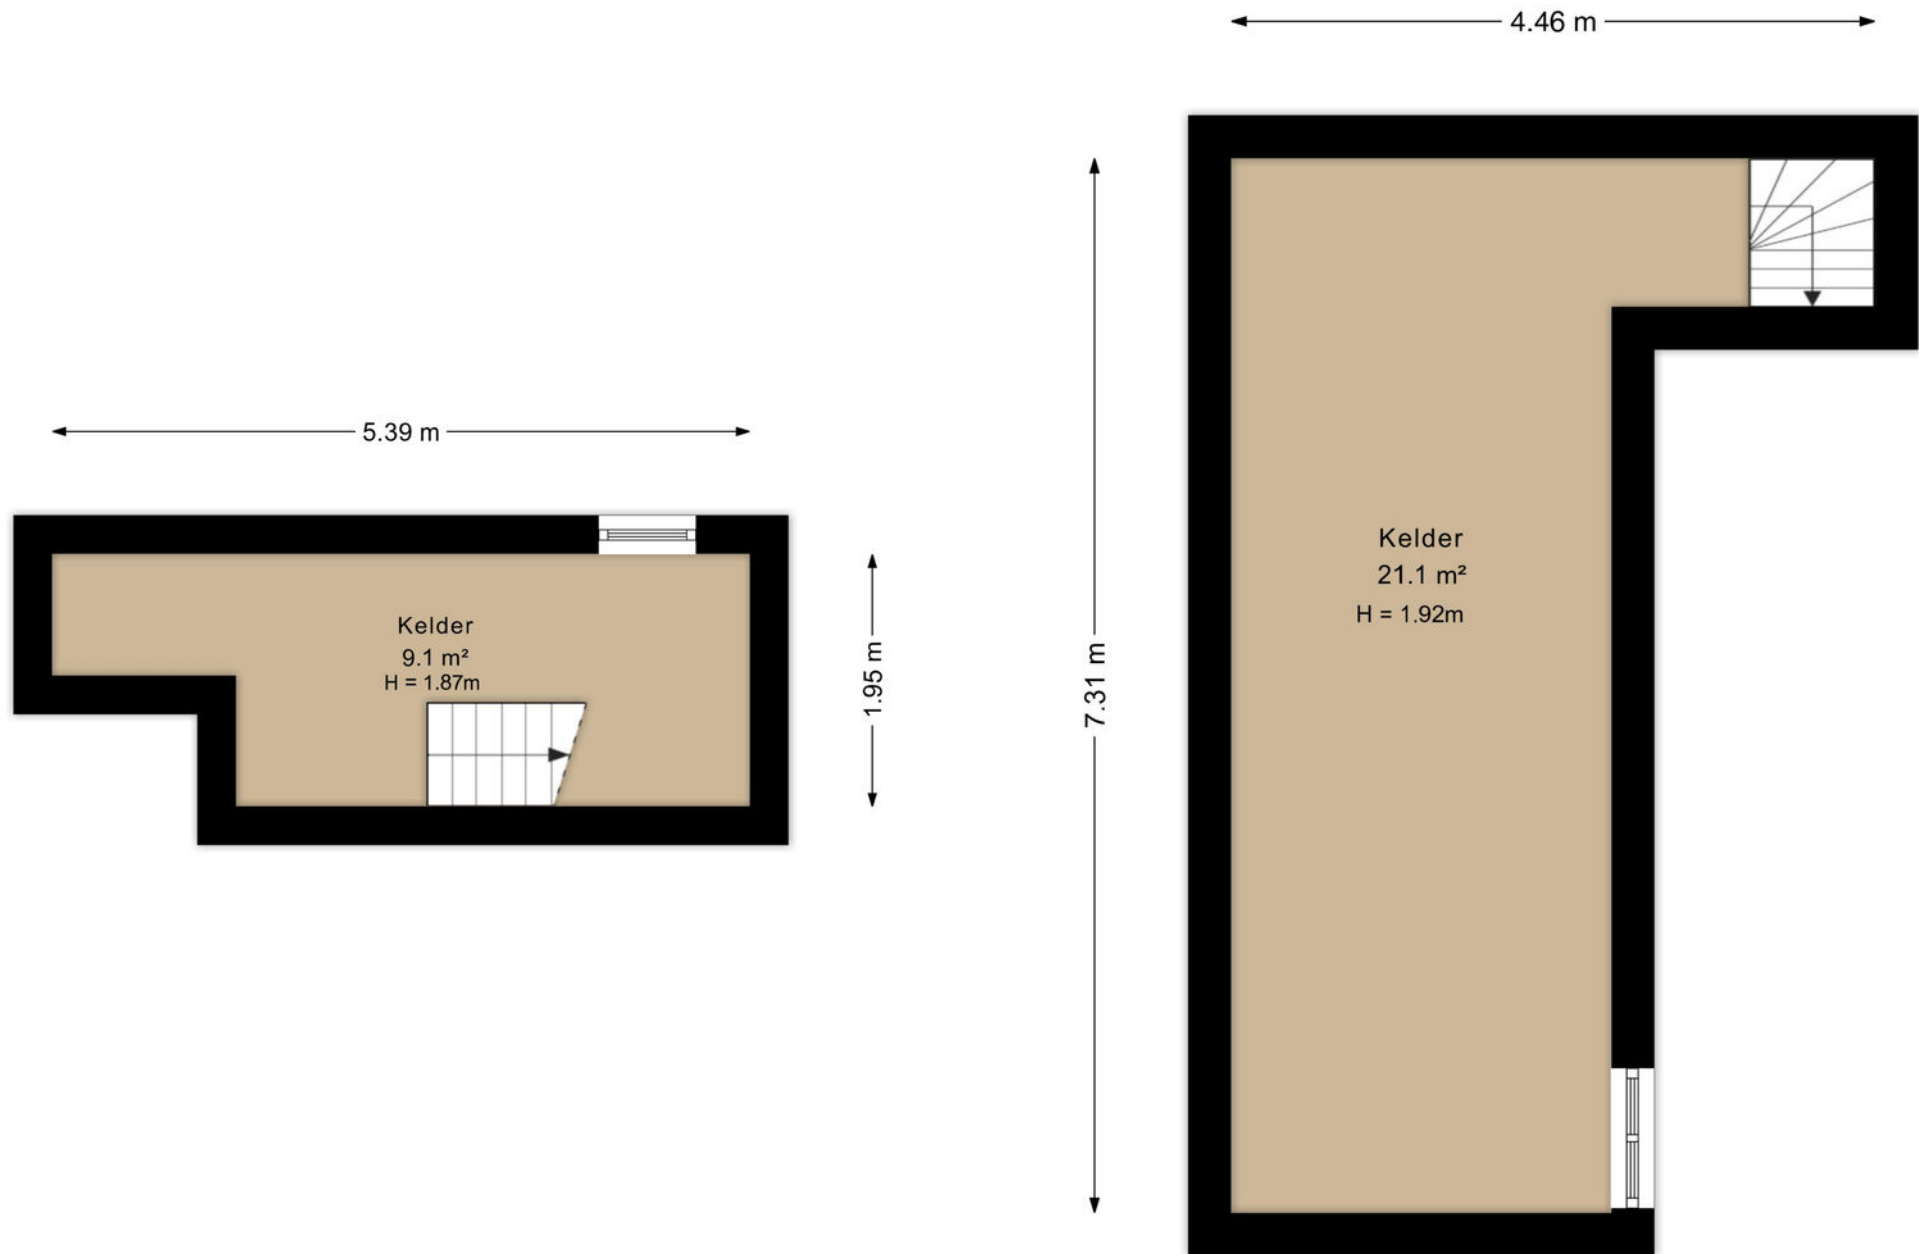 4.46 m
5.39 m
Kelder
9.1 m²
H = 1.87m
1.95 m
7.31 m
Kelder
21.1 m²
H = 1.92m